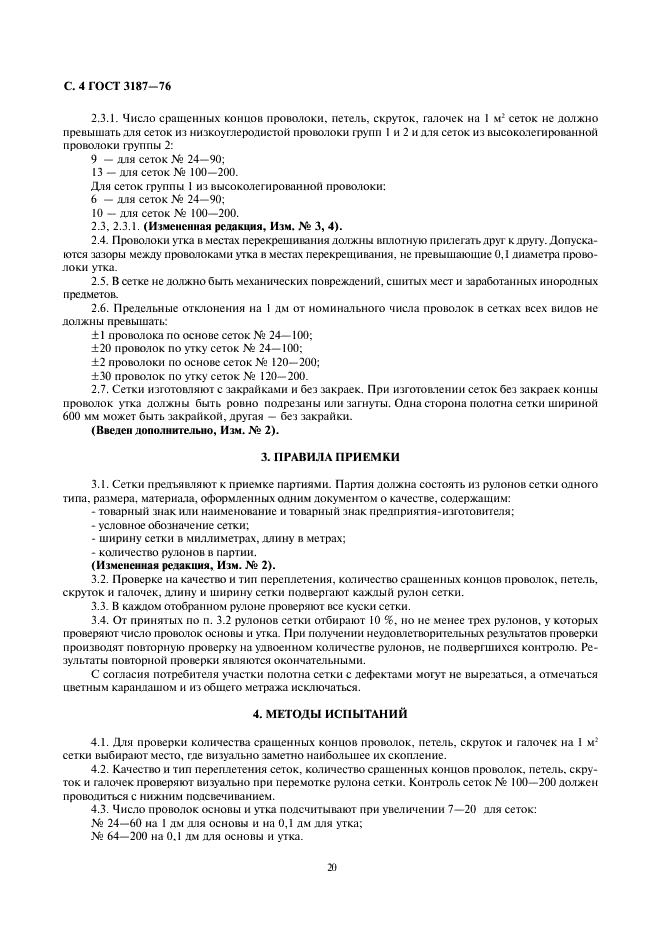 С. 4 ГОСТ 3187—76
2.3.1. Число сращенных концов проволоки, петель, скруток, галочек на 1 м² сеток не должно
превышать для сеток из низкоуглеродистой проволоки групп 1 и 2 и для сеток из высоколегированной
проволоки группы 2:
9 — для сеток № 24—90;
13 — для сеток № 100—200.
Для сеток группы 1 из высоколегированной проволоки:
6 — для сеток № 24—90;
10 — для сеток № 100—200.
2.3, 2.3.1. (Измененная редакция, Изм. № 3, 4).
2.4. Проволоки утка в местах перекрещивания должны вплотную прилегать друг к другу. Допуска-
ются зазоры между проволоками утка в местах перекрещивания, не превышающие 0,1 диаметра прово-
локи утка.
2.5. В сетке не должно быть механических повреждений, сшитых мест и заработанных инородных
предметов.
2.6. Предельные отклонения на 1 дм от номинального числа проволок в сетках всех видов не
должны превышать:
±1 проволока по основе сеток № 24—100;
±20 проволок по утку сеток № 24—100;
±2 проволоки по основе сеток № 120—200;
±30 проволок по утку сеток № 120—200.
2.7. Сетки изготовляют с закрайками и без закраек. При изготовлении сеток без закраек концы
проволок утка должны быть ровно подрезаны или загнуты. Одна сторона полотна сетки шириной
600 мм может быть закрайкой, другая — без закрайки.
(Введен дополнительно, Изм. № 2).
3. ПРАВИЛА ПРИЕМКИ
3.1. Сетки предъявляют к приемке партиями. Партия должна состоять из рулонов сетки одного
типа, размера, материала, оформленных одним документом о качестве, содержащим:
- товарный знак или наименование и товарный знак предприятия-изготовителя;
- условное обозначение сетки;
- ширину сетки в миллиметрах, длину в метрах;
- количество рулонов в партии.
(Измененная редакция, Изм. № 2).
3.2. Проверке на качество и тип переплетения, количество сращенных концов проволок, петель,
скруток и галочек, длину и ширину сетки подвергают каждый рулон сетки.
3.3. В каждом отобранном рулоне проверяют все куски сетки.
3.4. От принятых по п. 3.2 рулонов сетки отбирают 10 %, но не менее трех рулонов, у которых
проверяют число проволок основы и утка. При получении неудовлетворительных результатов проверки
производят повторную проверку на удвоенном количестве рулонов, не подвергшихся контролю. Ре-
зультаты повторной проверки являются окончательными.
С согласия потребителя участки полотна сетки с дефектами могут не вырезаться, а отмечаться
цветным карандашом и из общего метража исключаться.
4. МЕТОДЫ ИСПЫТАНИЙ
4.1. Для проверки количества сращенных концов проволок, петель, скруток и галочек на 1 м²
сетки выбирают место, где визуально заметно наибольшее их скопление.
4.2. Качество и тип переплетения сеток, количество сращенных концов проволок, петель, скру-
ток и галочек проверяют визуально при перемотке рулона сетки. Контроль сеток № 100—200 должен
проводиться с нижним подсвечиванием.
4.3. Число проволок основы и утка подсчитывают при увеличении 7—20 для сеток:
№ 24—60 на 1 дм для основы и на 0,1 дм для утка;
№ 64—200 на 0,1 дм для основы и утка.
20